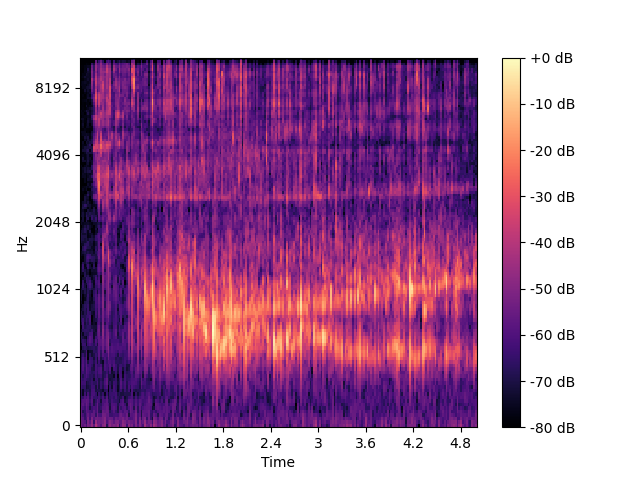 8192
4096
2048
1024
512
0
Hz
0 0.6 1.2 1.8 2.4 3 3.6 4.2 4.8
Time
+0 dB
-10 dB
-20 dB
-30 dB
-40 dB
-50 dB
-60 dB
-70 dB
-80 dB